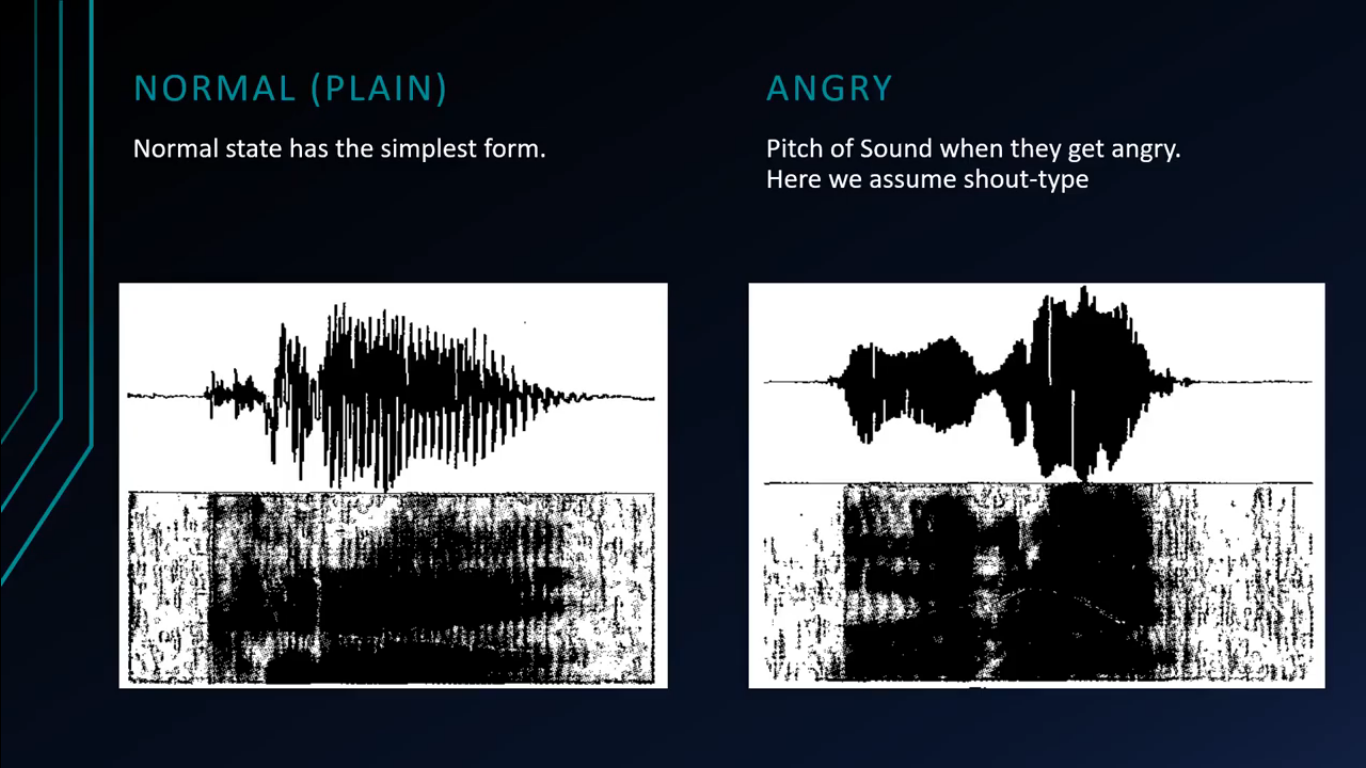 NORMAL (PLAIN)
Normal state has the simplest form.
ANGRY
Pitch of Sound when they get angry.
Here we assume shout-type